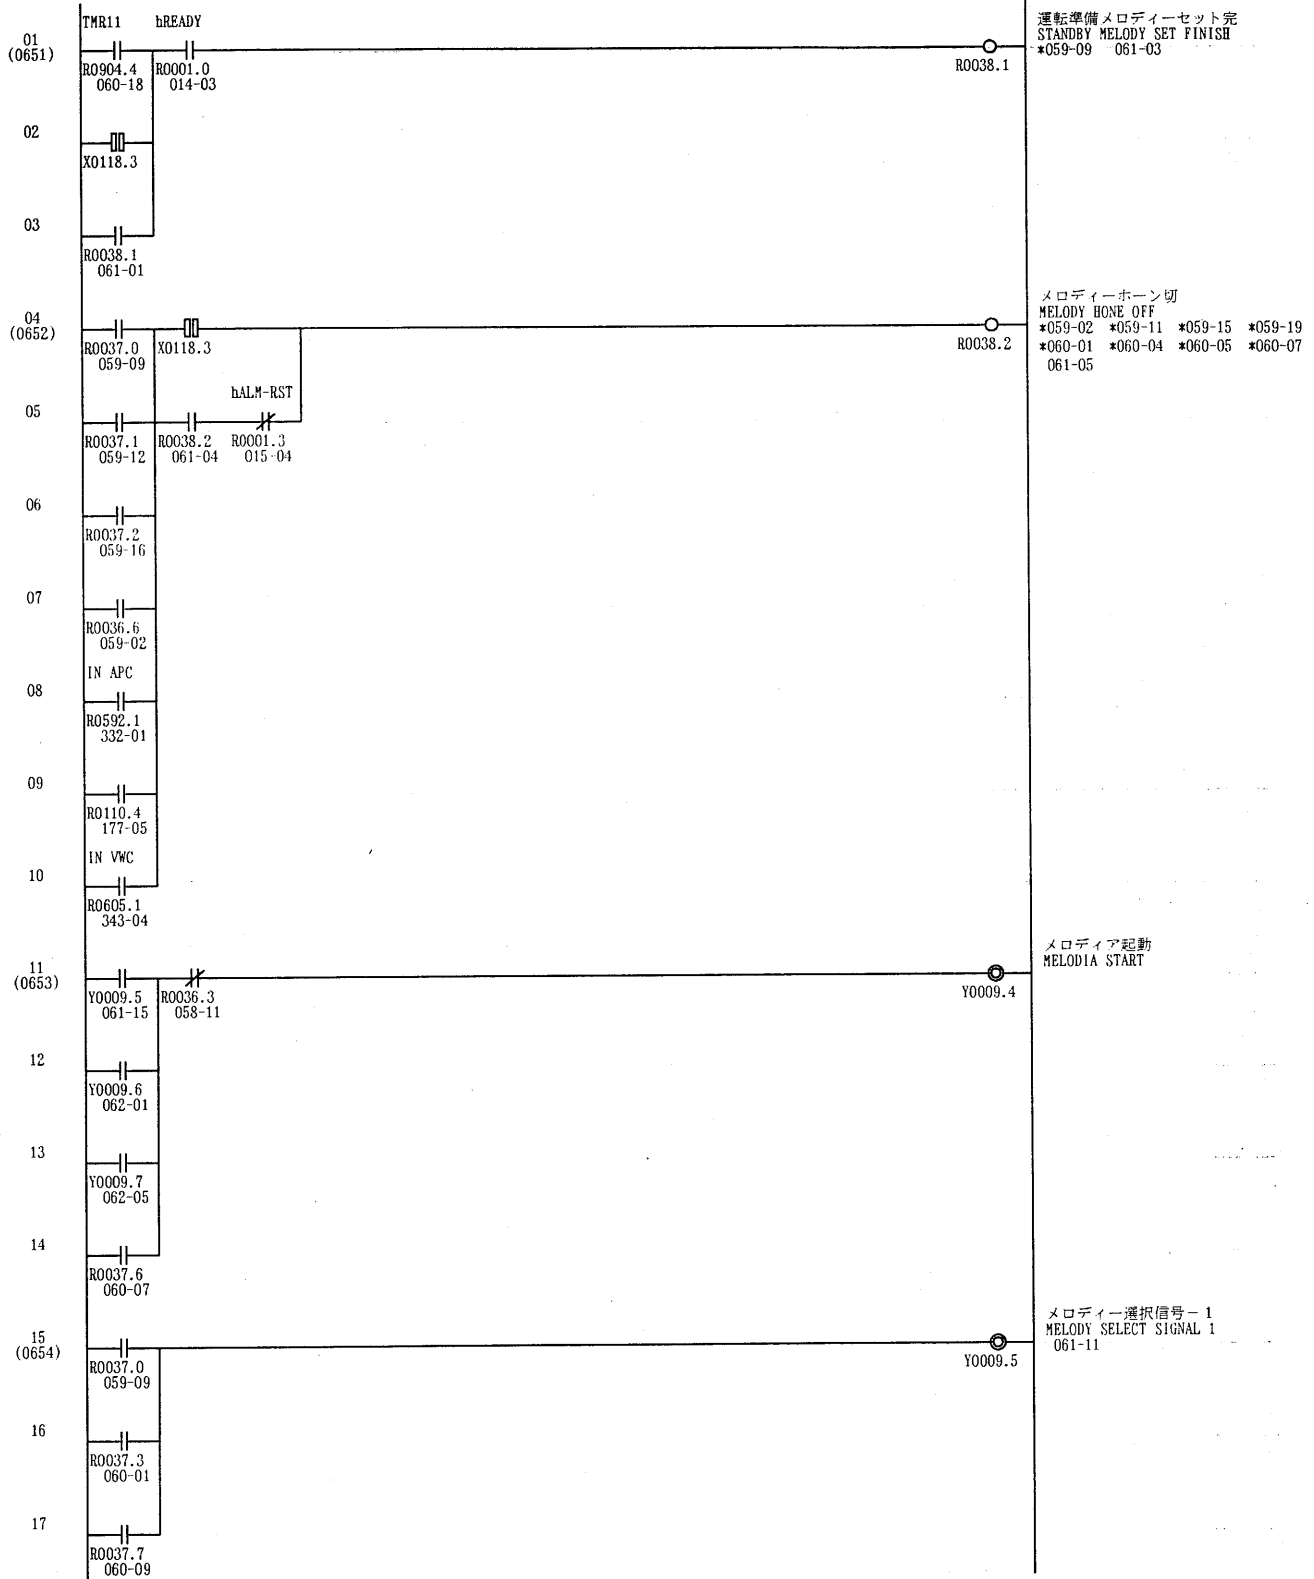 TMR11 hREADY
01
(0651)
R0904.4 R0001.0 R0038.1
060-18 014-03
運転準備メロディーセット完
STANDBY MELODY SET FINISH
*059-09 061-03
02
X0118.3
03
R0038.1
061-01
04
(0652)
R0037.0 X0118.3 R0038.2
059-09
メロディーホーン切
MELODY HONE OFF
*059-02 *059-11 *059-15 *059-19
*060-01 *060-04 *060-05 *060-07
061-05
hALM-RST
05
R0037.1 R0038.2 R0001.3
059-12 061-04 015-04
06
R0037.2
059-16
07
R0036.6
059-02
IN APC
08
R0592.1
332-01
09
R0110.4
177-05
IN VWC
10
R0605.1
343-04
11
(0653)
Y0009.5 R0036.3 Y0009.4
061-15 058-11
メロディア起動
MELODIA START
12
Y0009.6
062-01
13
Y0009.7
062-05
14
R0037.6
060-07
15
(0654)
R0037.0 Y0009.5
059-09
メロディー選択信号－1
MELODY SELECT SIGNAL 1
061-11
16
R0037.3
060-01
17
R0037.7
060-09